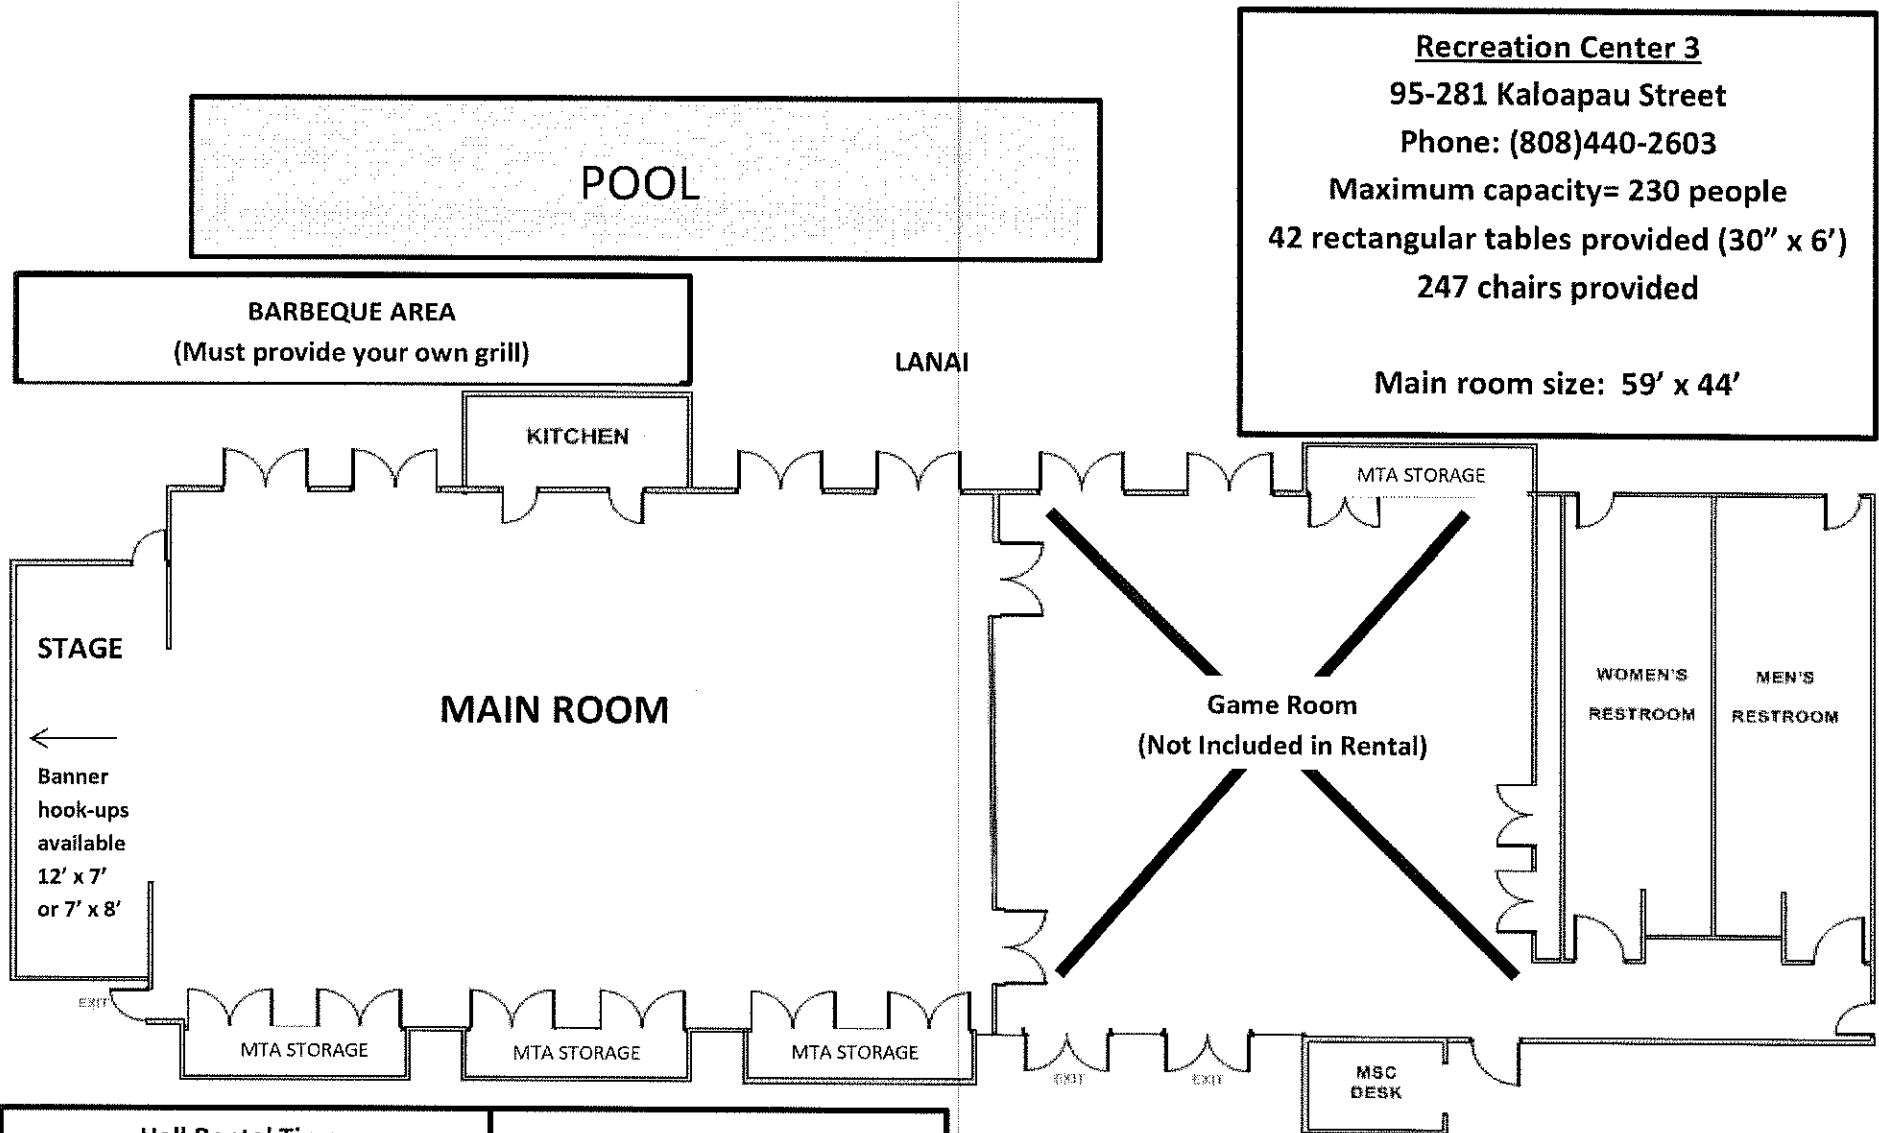 Recreation Center 3
95-281 Kaloapau Street
Phone: (808)440-2603
Maximum capacity= 230 people
42 rectangular tables provided (30” x 6’)
247 chairs provided
Main room size: 59’ x 44’
POOL
BARBEQUE AREA
(Must provide your own grill)
LANAI
KITCHEN
MTA STORAGE
STAGE
Banner
hook-ups
available
12’ x 7’
or 7’ x 8’
MAIN ROOM
Game Room
(Not Included in Rental)
WOMEN'S
RESTROOM
MEN'S
RESTROOM
EXIT
MTA STORAGE
MTA STORAGE
MTA STORAGE
EXIT
EXIT
MSC
DESK